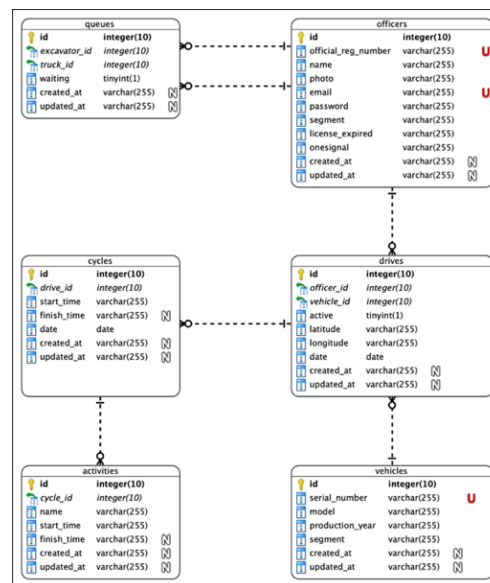 queues
id integer(10)
excavator_id integer(10)
truck_id integer(10)
waiting tinyint(1)
created_at varchar(255) N
updated_at varchar(255) N
officers
id integer(10)
official_reg_number varchar(255) U
name varchar(255)
photo varchar(255)
email varchar(255) U
password varchar(255)
segment varchar(255)
license_expired varchar(255)
onesignal varchar(255)
created_at varchar(255) N
updated_at varchar(255) N
cycles
id integer(10)
drive_id integer(10)
start_time varchar(255)
finish_time varchar(255) N
date date
created_at varchar(255) N
updated_at varchar(255) N
drives
id integer(10)
officer_id integer(10)
vehicle_id integer(10)
active tinyint(1)
latitude varchar(255)
longitude varchar(255)
date date
created_at varchar(255) N
updated_at varchar(255) N
activities
id integer(10)
cycle_id integer(10)
name varchar(255)
start_time varchar(255)
finish_time varchar(255) N
created_at varchar(255) N
updated_at varchar(255) N
vehicles
id integer(10)
serial_number varchar(255) U
model varchar(255)
production_year varchar(255)
segment varchar(255)
created_at varchar(255) N
updated_at varchar(255) N